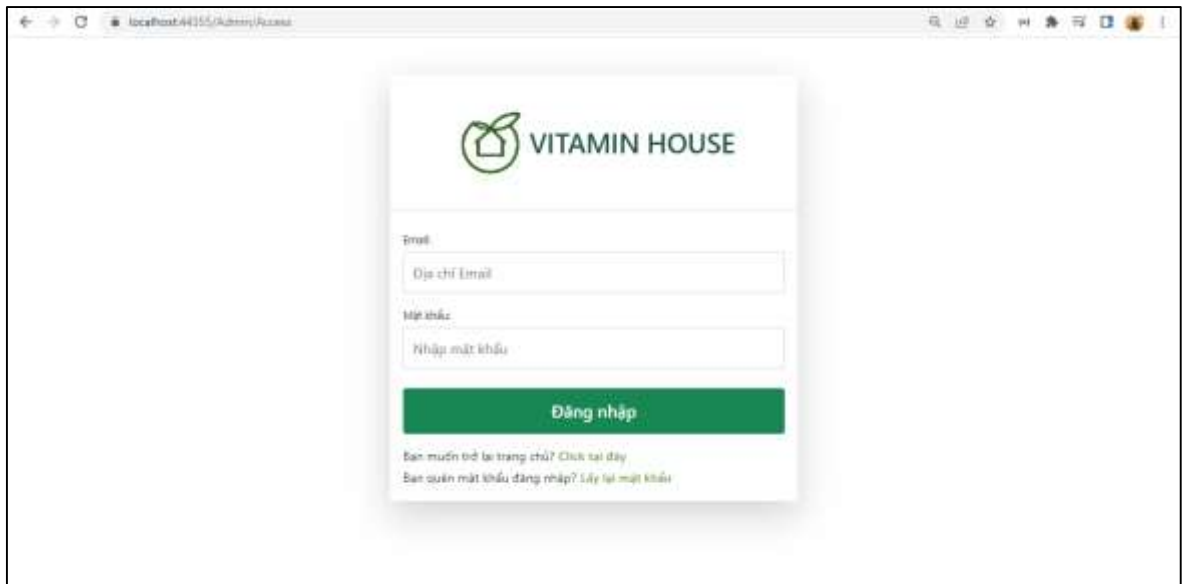 localhost:44355/Admin/Access
VITAMIN HOUSE
Email:
Địa chỉ Email
Mật khẩu:
Nhập mật khẩu
Đăng nhập
Bạn muốn trở lại trang chủ? Click tại đây
Bạn quên mật khẩu đăng nhập? Lấy lại mật khẩu